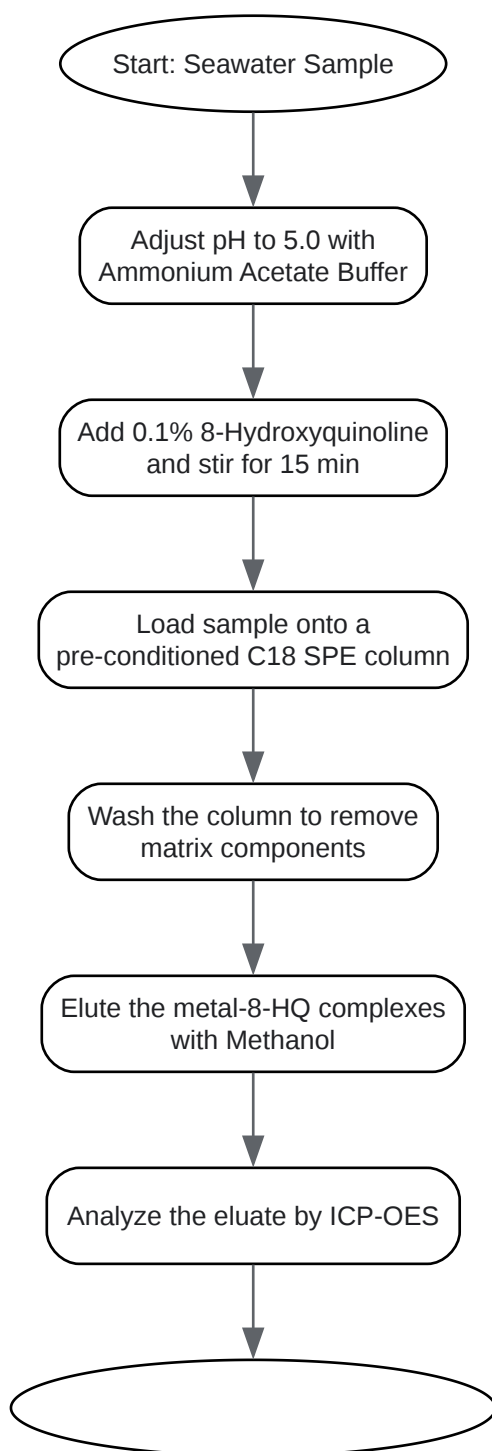 Start: Seawater Sample
Adjust pH to 5.0 with
Ammonium Acetate Buffer
Add 0.1% 8-Hydroxyquinoline
and stir for 15 min
Load sample onto a
pre-conditioned C18 SPE column
Wash the column to remove
matrix components
Elute the metal-8-HQ complexes
with Methanol
Analyze the eluate by ICP-OES